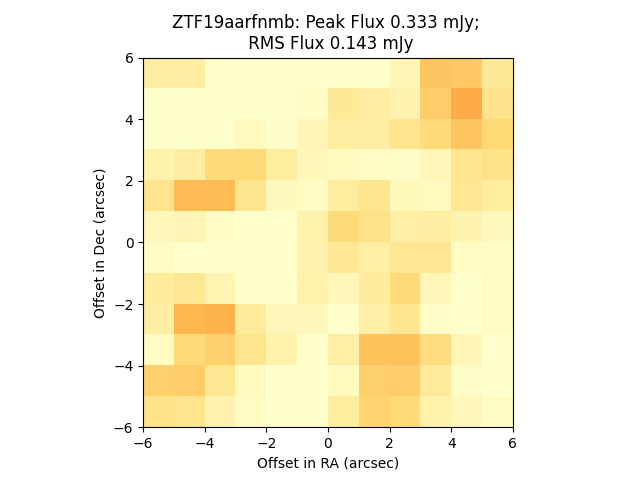 ZTF19aarfnmb: Peak Flux 0.333 mJy;
RMS Flux 0.143 mJy
6
4
2
0
−2
−4
−6
Offset in Dec (arcsec)
−6 −4 −2 0 2 4 6
Offset in RA (arcsec)